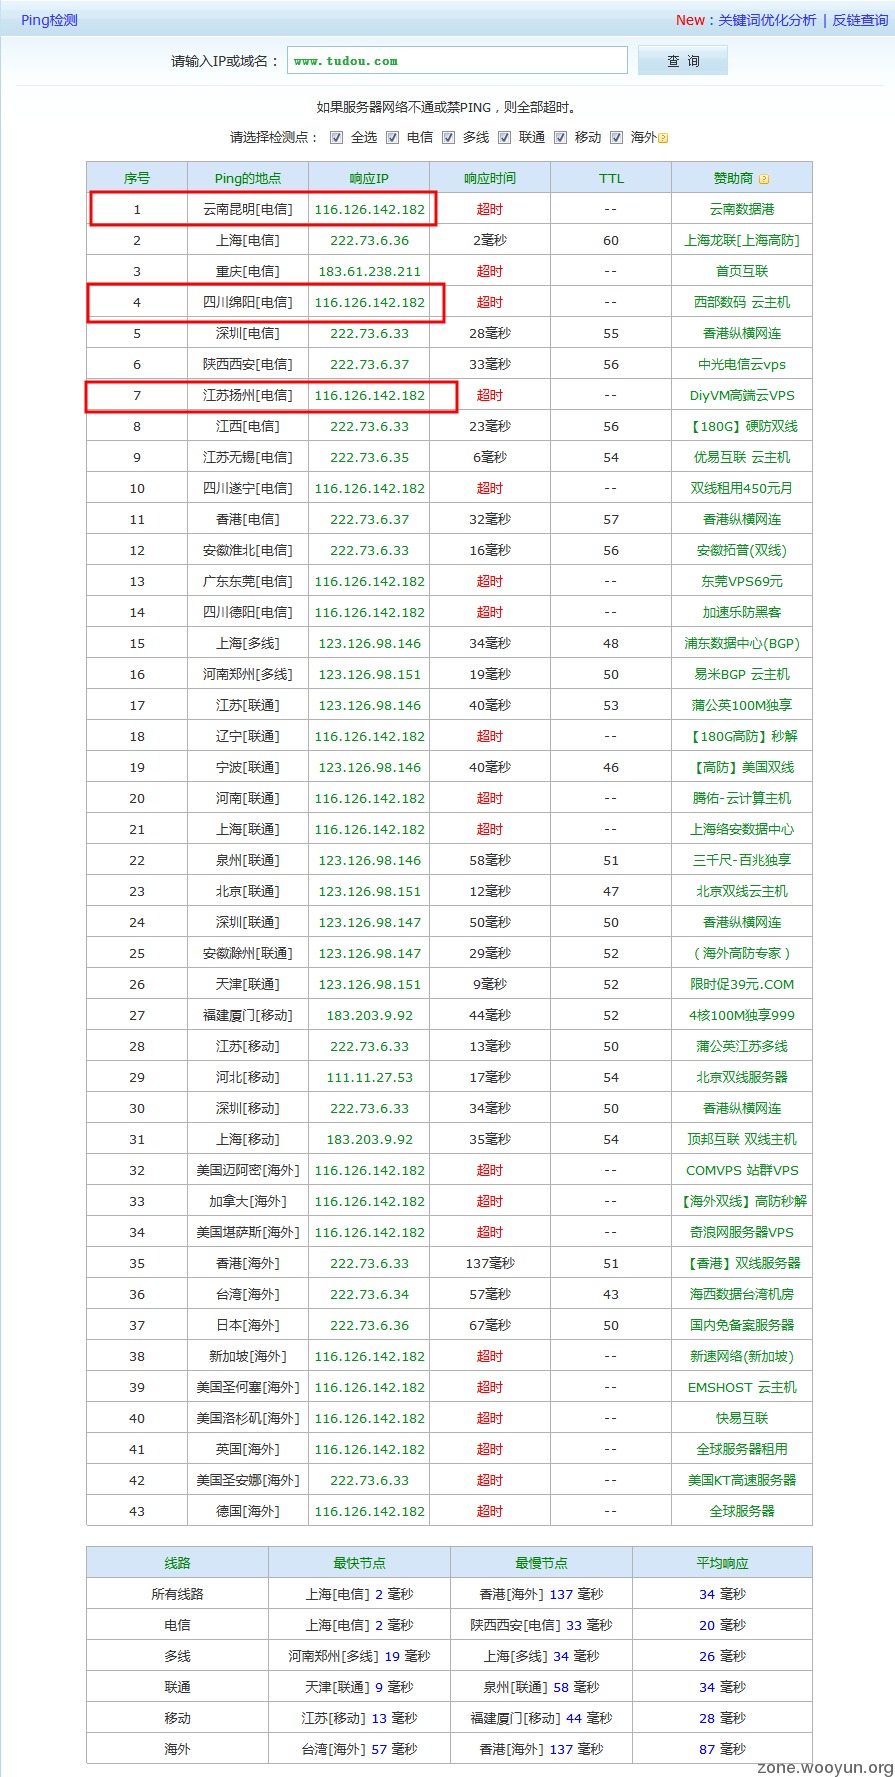 Ping检测 New：关键词优化分析 | 反链查询
请输入IP或域名： www.tudou.com 查 询
如果服务器网络不通或禁PING，则全部超时。
请选择检测点： 全选 电信 多线 联通 移动 海外
序号 Ping的地点 响应IP 响应时间 TTL 赞助商
1 云南昆明[电信] 116.126.142.182 超时 -- 云南数据港
2 上海[电信] 222.73.6.36 2毫秒 60 上海龙联[上海高防]
3 重庆[电信] 183.61.238.211 超时 -- 首页互联
4 四川绵阳[电信] 116.126.142.182 超时 -- 西部数码 云主机
5 深圳[电信] 222.73.6.33 28毫秒 55 香港纵横网连
6 陕西西安[电信] 222.73.6.37 33毫秒 56 中光电信云vps
7 江苏扬州[电信] 116.126.142.182 超时 -- DiyVM高端云VPS
8 江西[电信] 222.73.6.33 23毫秒 56 【180G】硬防双线
9 江苏无锡[电信] 222.73.6.35 6毫秒 54 优易互联 云主机
10 四川遂宁[电信] 116.126.142.182 超时 -- 双线租用450元月
11 香港[电信] 222.73.6.37 32毫秒 57 香港纵横网连
12 安徽淮北[电信] 222.73.6.33 16毫秒 56 安徽拓普(双线)
13 广东东莞[电信] 116.126.142.182 超时 -- 东莞VPS69元
14 四川德阳[电信] 116.126.142.182 超时 -- 加速乐防黑客
15 上海[多线] 123.126.98.146 34毫秒 48 浦东数据中心(BGP)
16 河南郑州[多线] 123.126.98.151 19毫秒 50 易米BGP 云主机
17 江苏[联通] 123.126.98.146 40毫秒 53 蒲公英100M独享
18 辽宁[联通] 116.126.142.182 超时 -- 【180G高防】秒解
19 宁波[联通] 123.126.98.146 40毫秒 46 【高防】美国双线
20 河南[联通] 116.126.142.182 超时 -- 腾佑-云计算主机
21 上海[联通] 116.126.142.182 超时 -- 上海络安数据中心
22 泉州[联通] 123.126.98.146 58毫秒 51 三千尺-百兆独享
23 北京[联通] 123.126.98.151 12毫秒 47 北京双线云主机
24 深圳[联通] 123.126.98.147 50毫秒 50 香港纵横网连
25 安徽滁州[联通] 123.126.98.147 29毫秒 52 （海外高防专家）
26 天津[联通] 123.126.98.151 9毫秒 52 限时促39元.COM
27 福建厦门[移动] 183.203.9.92 44毫秒 52 4核100M独享999
28 江苏[移动] 222.73.6.33 13毫秒 50 蒲公英江苏多线
29 河北[移动] 111.11.27.53 17毫秒 54 北京双线服务器
30 深圳[移动] 222.73.6.33 34毫秒 50 香港纵横网连
31 上海[移动] 183.203.9.92 35毫秒 54 顶邦互联 双线主机
32 美国迈阿密[海外] 116.126.142.182 超时 -- COMVPS 站群VPS
33 加拿大[海外] 116.126.142.182 超时 -- 【海外双线】高防秒解
34 美国堪萨斯[海外] 116.126.142.182 超时 -- 奇浪网服务器VPS
35 香港[海外] 222.73.6.33 137毫秒 51 【香港】双线服务器
36 台湾[海外] 222.73.6.34 57毫秒 43 海西数据台湾机房
37 日本[海外] 222.73.6.36 67毫秒 50 国内免备案服务器
38 新加坡[海外] 116.126.142.182 超时 -- 新速网络(新加坡)
39 美国圣何塞[海外] 116.126.142.182 超时 -- EMSHOST 云主机
40 美国洛杉矶[海外] 116.126.142.182 超时 -- 快易互联
41 英国[海外] 116.126.142.182 超时 -- 全球服务器租用
42 美国圣安娜[海外] 222.73.6.33 超时 -- 美国KT高速服务器
43 德国[海外] 116.126.142.182 超时 -- 全球服务器
线路 最快节点 最慢节点 平均响应
所有线路 上海[电信] 2 毫秒 香港[海外] 137 毫秒 34 毫秒
电信 上海[电信] 2 毫秒 陕西西安[电信] 33 毫秒 20 毫秒
多线 河南郑州[多线] 19 毫秒 上海[多线] 34 毫秒 26 毫秒
联通 天津[联通] 9 毫秒 泉州[联通] 58 毫秒 34 毫秒
移动 江苏[移动] 13 毫秒 福建厦门[移动] 44 毫秒 28 毫秒
海外 台湾[海外] 57 毫秒 香港[海外] 137 毫秒 87 毫秒
zone.wooyun.org